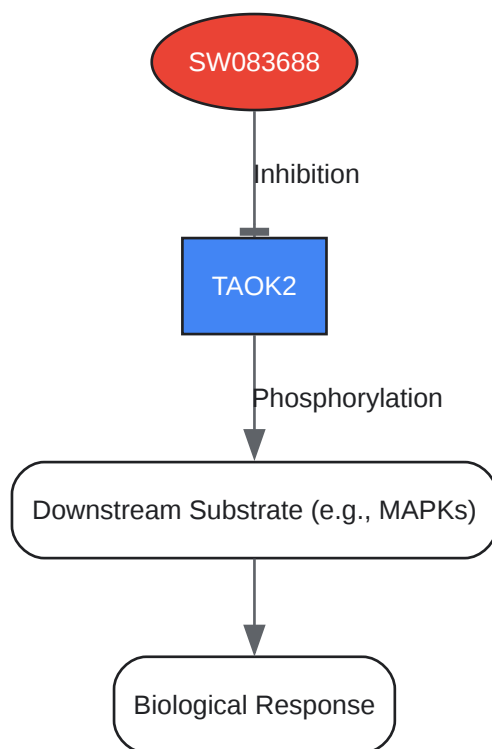 SW083688
Inhibition
TAOK2
Phosphorylation
Downstream Substrate (e.g., MAPKs)
Biological Response